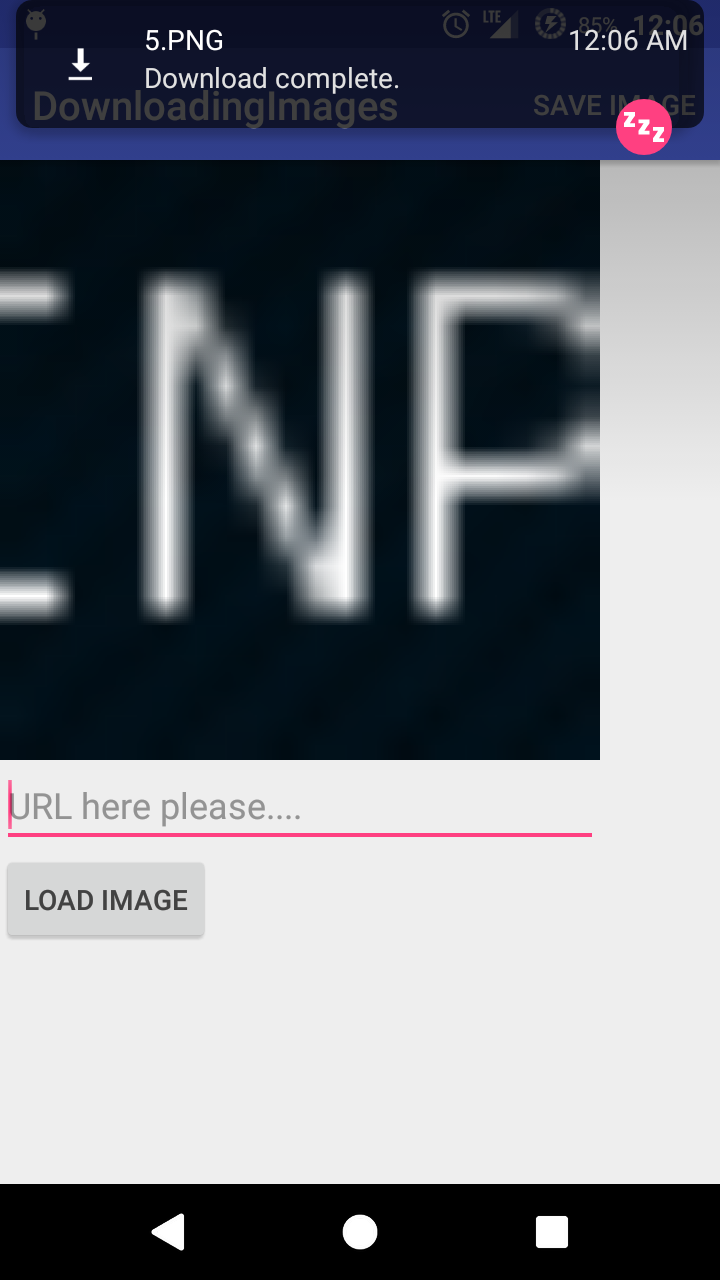 LTE 85% 12:06
5.PNG 12:06 AM
Download complete.
DownloadingImages SAVE IMAGE
zzz
ENP
URL here please....
LOAD IMAGE